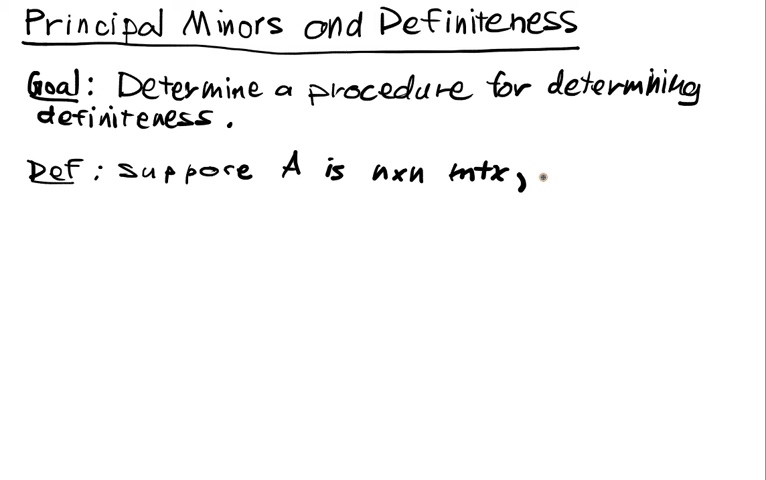 Principal Minors and Definiteness
Goal: Determine a procedure for determining
definiteness.
Def: Suppose A is nxn mtx,